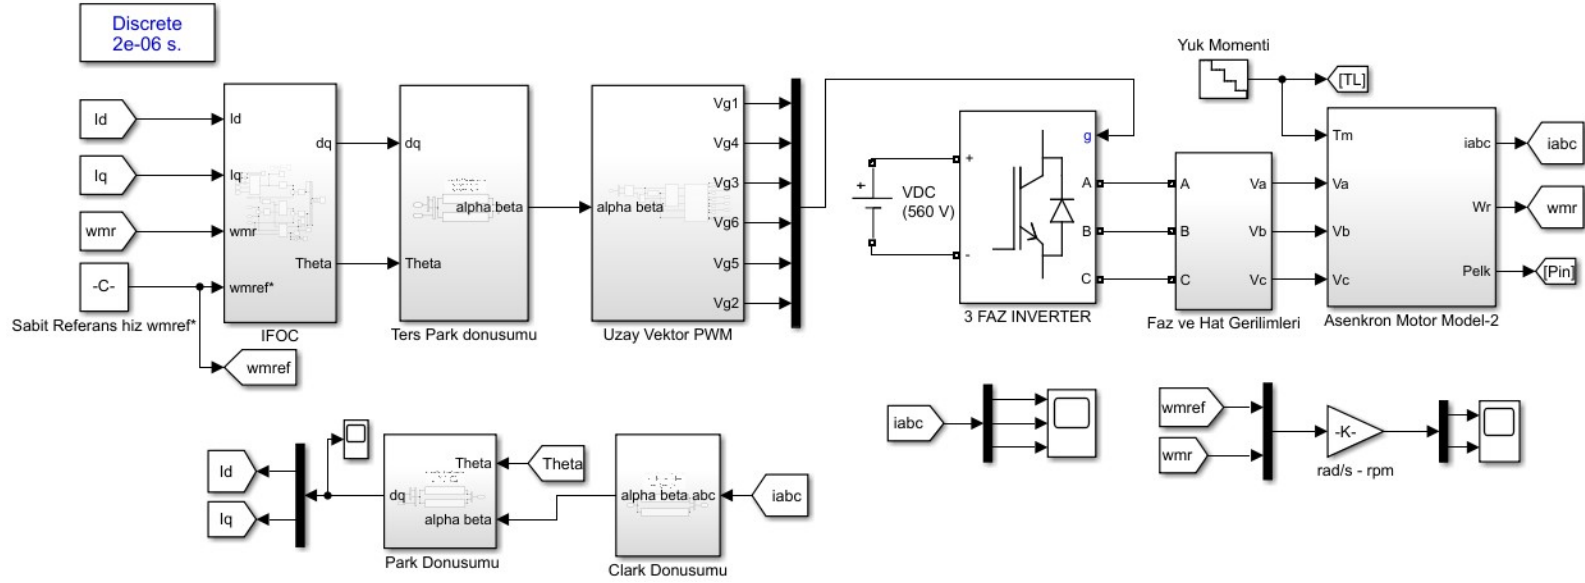 Discrete
2e-06 s.
Id
Iq
wmr
-C-
Sabit Referans hiz wmref*
wmref
Id
Iq
wmr
wmref*
dq
Theta
IFOC
dq
Theta
alpha beta
Ters Park donusumu
alpha beta
Vg1
Vg4
Vg3
Vg6
Vg5
Vg2
Uzay Vektor PWM
+
VDC
(560 V)
g
+
-
A
B
C
3 FAZ INVERTER
A
B
C
Va
Vb
Vc
Faz ve Hat Gerilimleri
Yuk Momenti
[TL]
Tm
Va
Vb
Vc
iabc
Wr
Pelk
Asenkron Motor Model-2
iabc
wmr
[Pin]
Id
Iq
Theta
dq
alpha beta
Park Donusumu
Theta
alpha beta abc
Clark Donusumu
iabc
iabc
wmref
wmr
-K-
rad/s - rpm